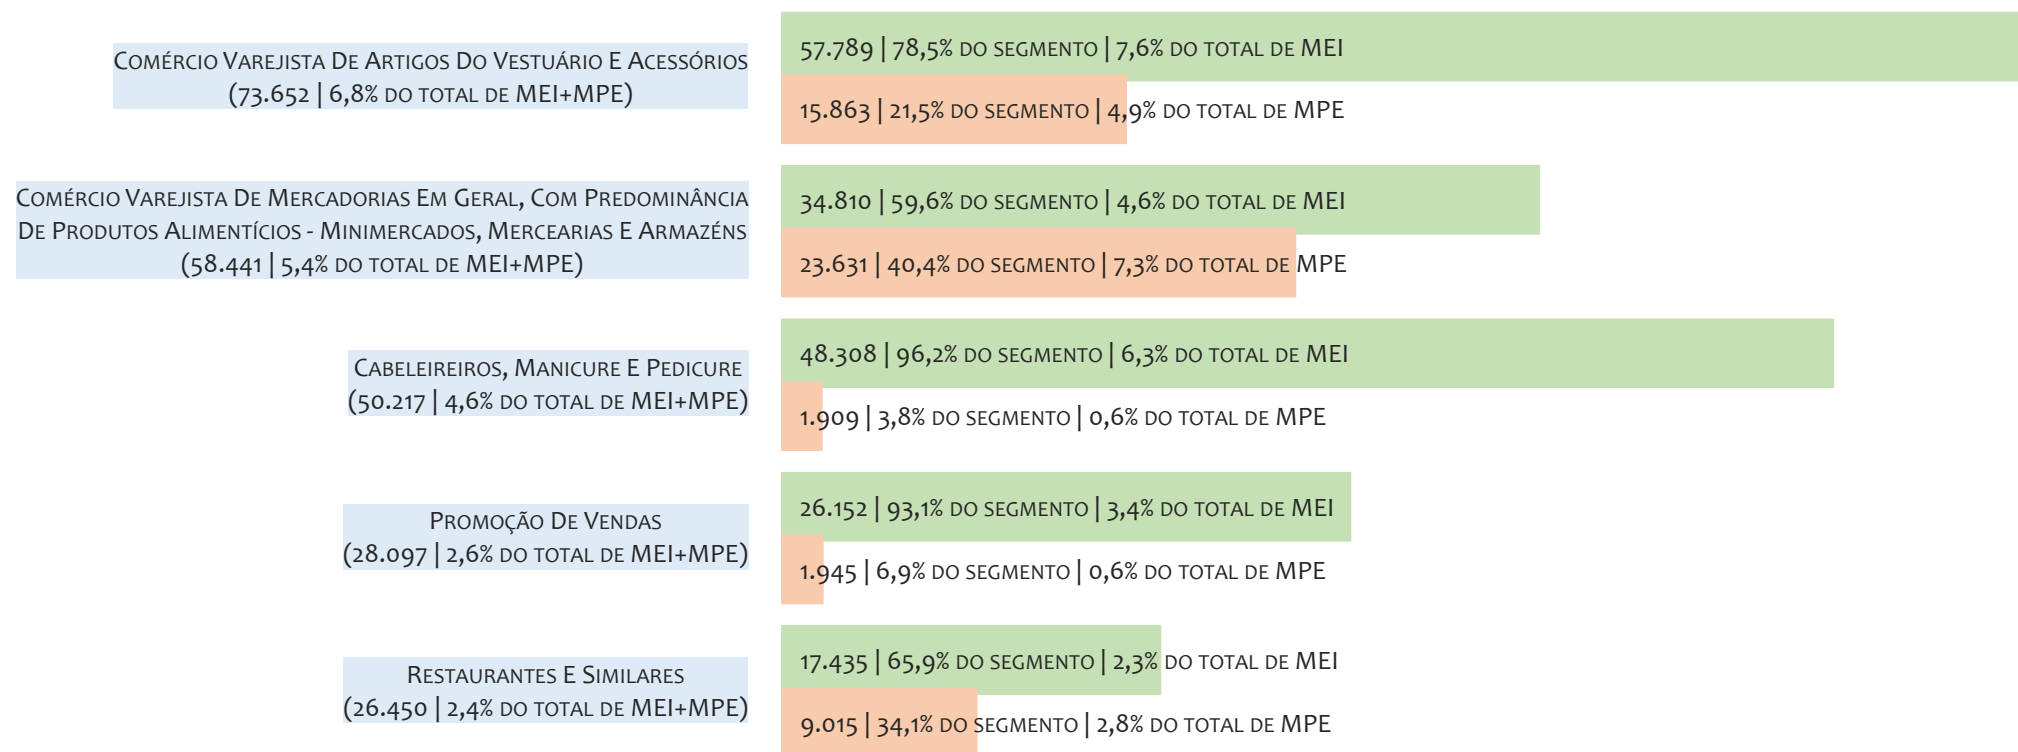 Comércio Varejista De Artigos Do Vestuário E Acessórios
(73.652 | 6,8% do total de MEI+MPE)
57.789 | 78,5% do segmento | 7,6% do total de MEI
15.863 | 21,5% do segmento | 4,9% do total de MPE
Comércio Varejista De Mercadorias Em Geral, Com Predominância
De Produtos Alimentícios - Minimercados, Mercearias E Armazéns
(58.441 | 5,4% do total de MEI+MPE)
34.810 | 59,6% do segmento | 4,6% do total de MEI
23.631 | 40,4% do segmento | 7,3% do total de MPE
Cabeleireiros, Manicure E Pedicure
(50.217 | 4,6% do total de MEI+MPE)
48.308 | 96,2% do segmento | 6,3% do total de MEI
1.909 | 3,8% do segmento | 0,6% do total de MPE
Promoção De Vendas
(28.097 | 2,6% do total de MEI+MPE)
26.152 | 93,1% do segmento | 3,4% do total de MEI
1.945 | 6,9% do segmento | 0,6% do total de MPE
Restaurantes E Similares
(26.450 | 2,4% do total de MEI+MPE)
17.435 | 65,9% do segmento | 2,3% do total de MEI
9.015 | 34,1% do segmento | 2,8% do total de MPE